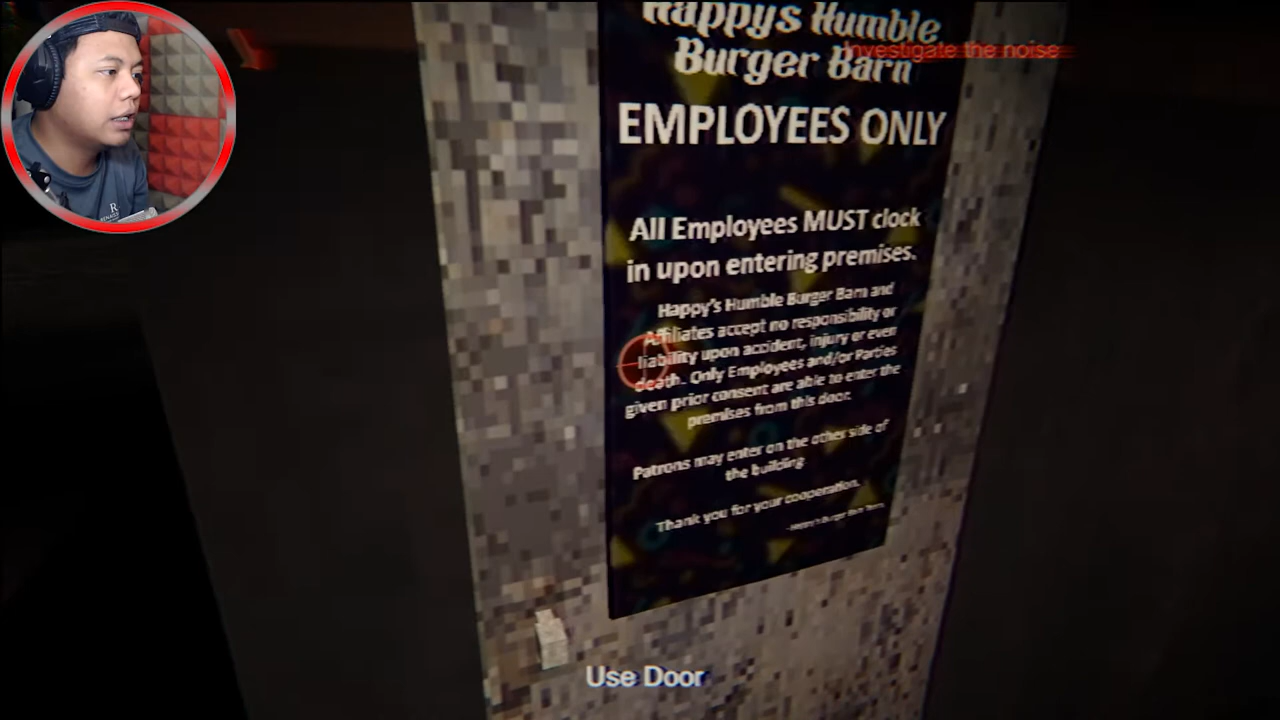 Happys Humble
Investigate the noise
Burger Barn
EMPLOYEES ONLY
All Employees MUST clock
in upon entering premises.
Happy's Humble Burger Barn and
Affiliates accept no responsibility or
liability upon accident, injury or even
death. Only Employees and/or Parties
given prior consent are able to enter the
premises from this door.
Patrons may enter on the other side of
the building.
Thank you for your cooperation.
Use Door